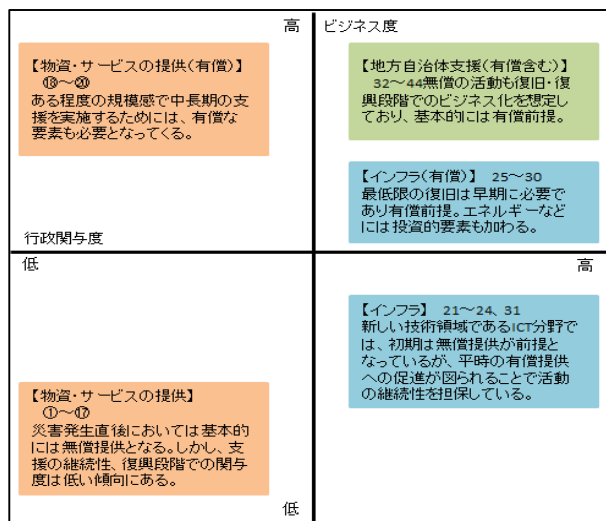 高
ビジネス度
【物資・サービスの提供(有償)】
⑱～⑳
ある程度の規模感で中長期の支
援を実施するためには、有償な
要素も必要となってくる。
【地方自治体支援(有償含む)】
32～44無償の活動も復旧・復
興段階でのビジネス化を想定し
ており、基本的には有償前提。
【インフラ(有償)】 25～30
最低限の復旧は早期に必要で
あり有償前提。エネルギーなど
には投資的要素も加わる。
行政関与度
低
高
【インフラ】 21～24、31
新しい技術領域であるICT分野で
は、初期は無償提供が前提と
なっているが、平時の有償提供
への促進が図られることで活動
の継続性を担保している。
【物資・サービスの提供】
①～⑰
災害発生直後においては基本的
には無償提供となる。しかし、支
援の継続性、復興段階での関与
度は低い傾向にある。
低